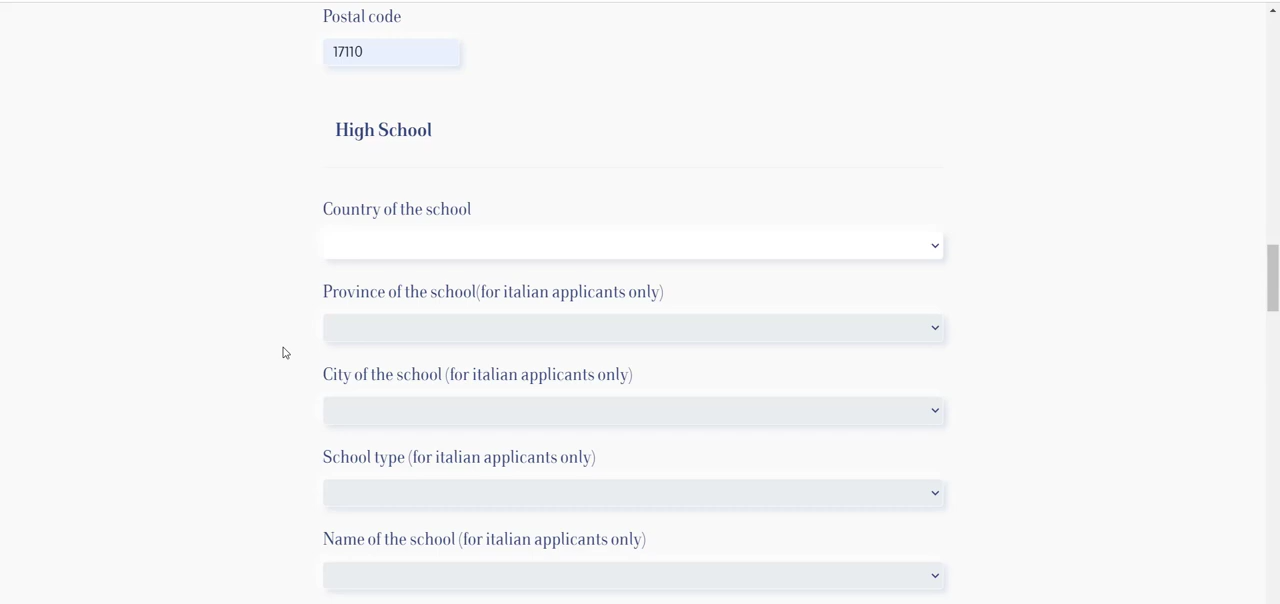 Postal code
17110
High School
Country of the school
Province of the school(for italian applicants only)
City of the school (for italian applicants only)
School type (for italian applicants only)
Name of the school (for italian applicants only)